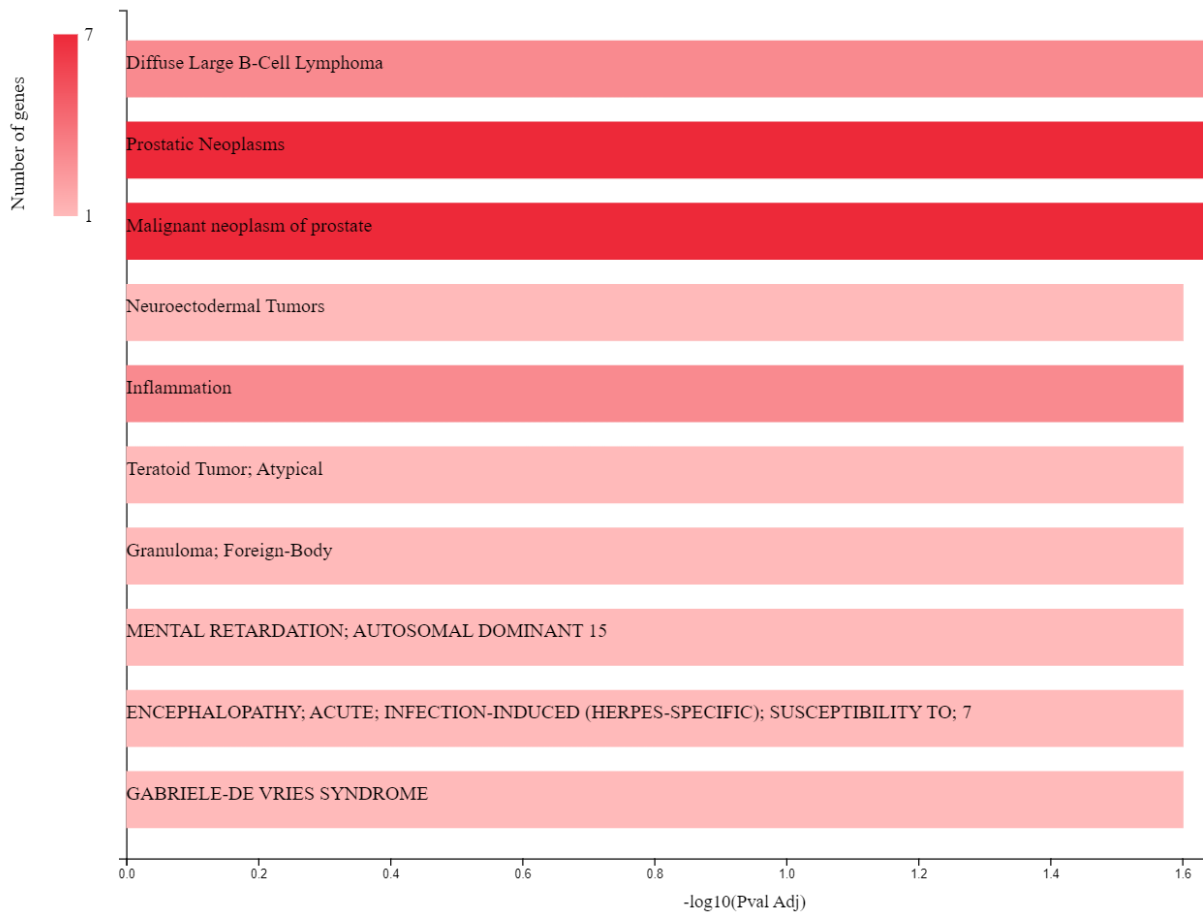 7
Number of genes
1
Diffuse Large B-Cell Lymphoma
Prostatic Neoplasms
Malignant neoplasm of prostate
Neuroectodermal Tumors
Inflammation
Teratoid Tumor; Atypical
Granuloma; Foreign-Body
MENTAL RETARDATION; AUTOSOMAL DOMINANT 15
ENCEPHALOPATHY; ACUTE; INFECTION-INDUCED (HERPES-SPECIFIC); SUSCEPTIBILITY TO; 7
GABRIELE-DE VRIES SYNDROME
0.0 0.2 0.4 0.6 0.8 1.0 1.2 1.4 1.6
-log10(Pval Adj)